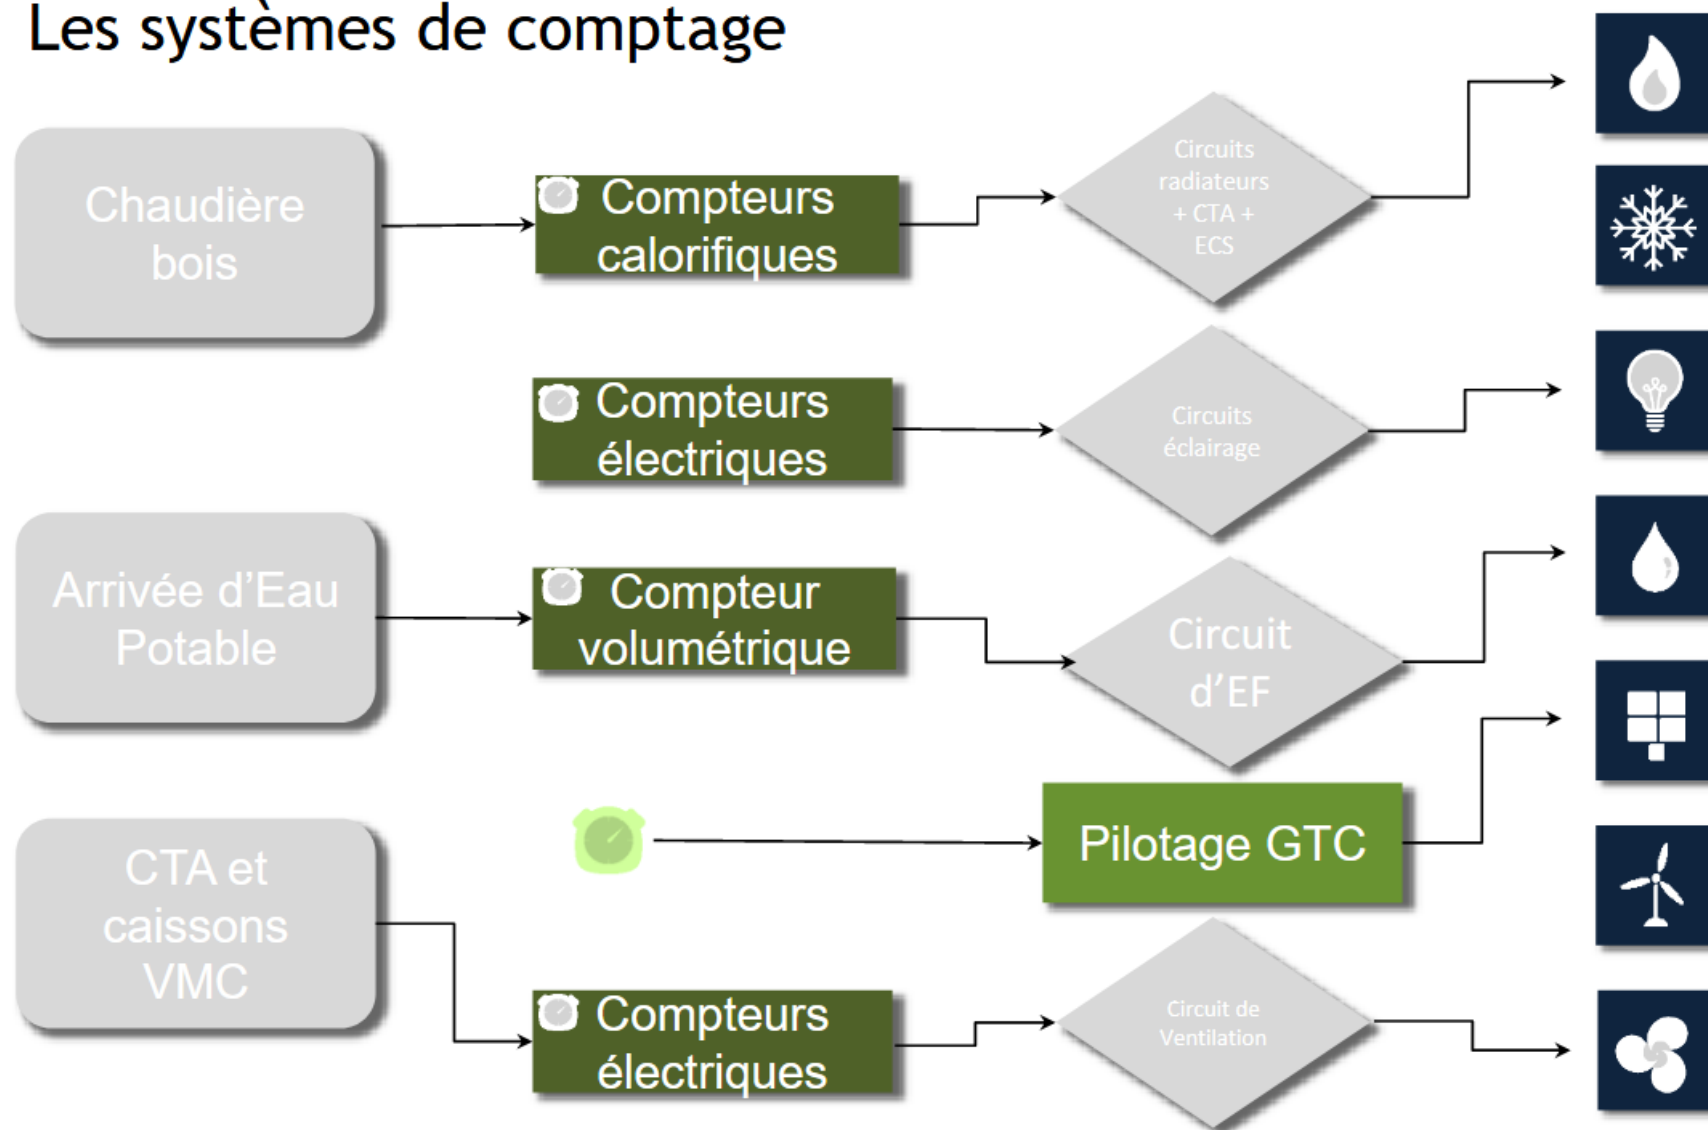 Les systèmes de comptage
Chaudière
bois
Compteurs
calorifiques
Circuits
radiateurs
+ CTA +
ECS
Compteurs
électriques
Circuits
éclairage
Arrivée d'Eau
Potable
Compteur
volumétrique
Circuit
d'EF
Pilotage GTC
CTA et
caissons
VMC
Compteurs
électriques
Circuit de
Ventilation